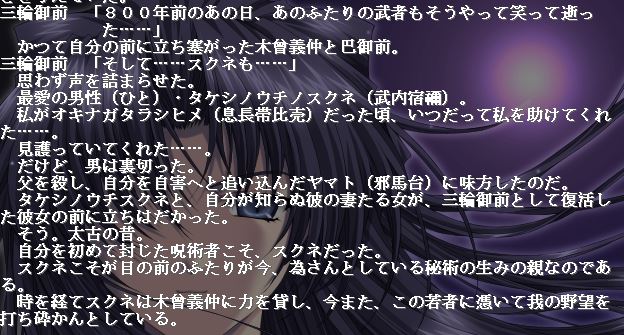 三輪御前　「８００年前のあの日、あのふたりの武者もそうやって笑って逝っ
た……」
かつて自分の前に立ち塞がった木曾義仲と巴御前。
三輪御前　「そして……スクネも……」
思わず声を詰まらせた。
最愛の男性（ひと）・タケシノウチノスクネ（武内宿禰）。
私がオキナガタラシヒメ（息長帯比売）だった頃、いつだって私を助けてくれ
た……。
見護っていてくれた……。
だけど、男は裏切った。
父を殺し、自分を自害へと追い込んだヤマト（邪馬台）に味方したのだ。
タケシノウチスクネと、自分が知らぬ彼の妻たる女が、三輪御前として復活し
た彼女の前に立ちはだかった。
そう。太古の昔。
自分を初めて封じた呪術者こそ、スクネだった。
スクネこそが目の前のふたりが今、為さんとしている秘術の生みの親なのであ
る。
時を経てスクネは木曾義仲に力を貸し、今また、この若者に憑いて我の野望を
打ち砕かんとしている。